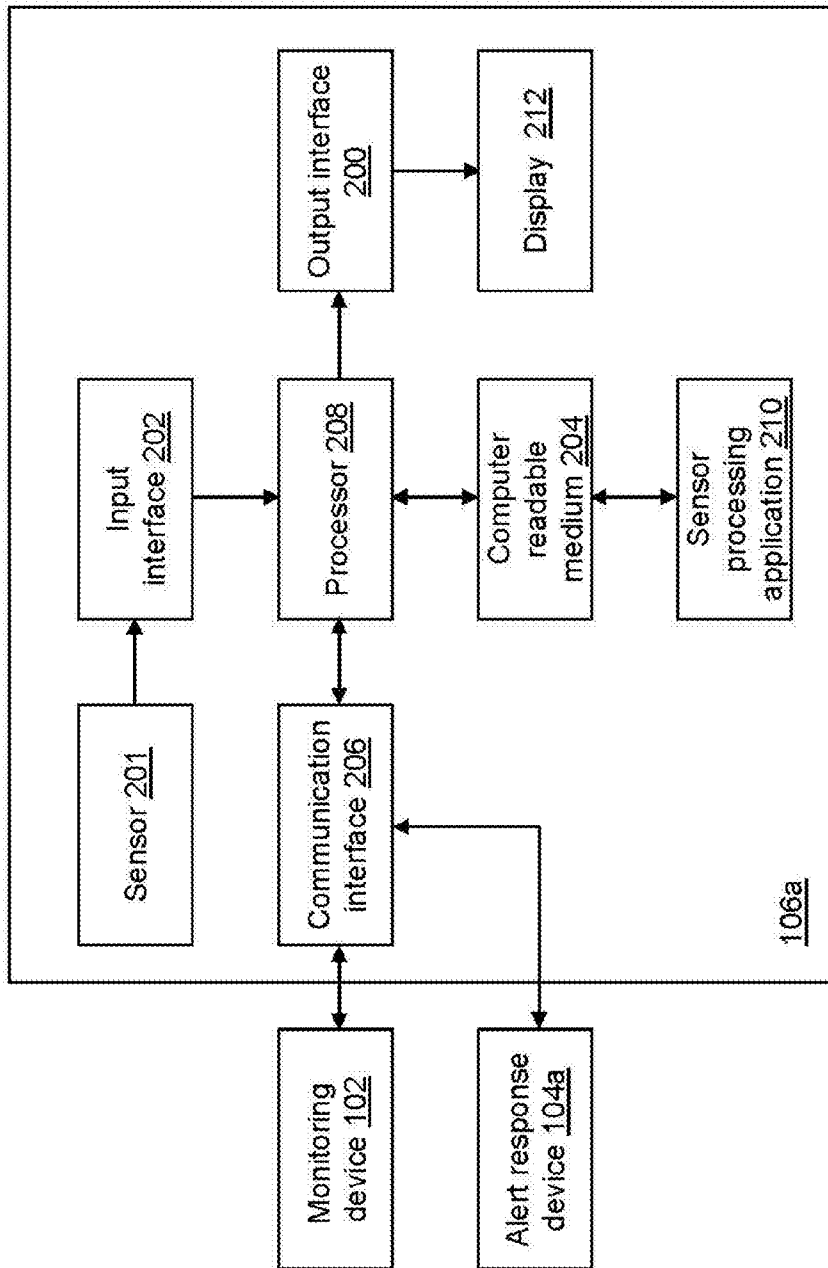 Sensor 201
Input
interface 202
Monitoring
device 102
Communication
interface 206
Processor 208
Output interface
200
Alert response
device 104a
Computer
readable
medium 204
Display 212
Sensor
processing
application 210
106a